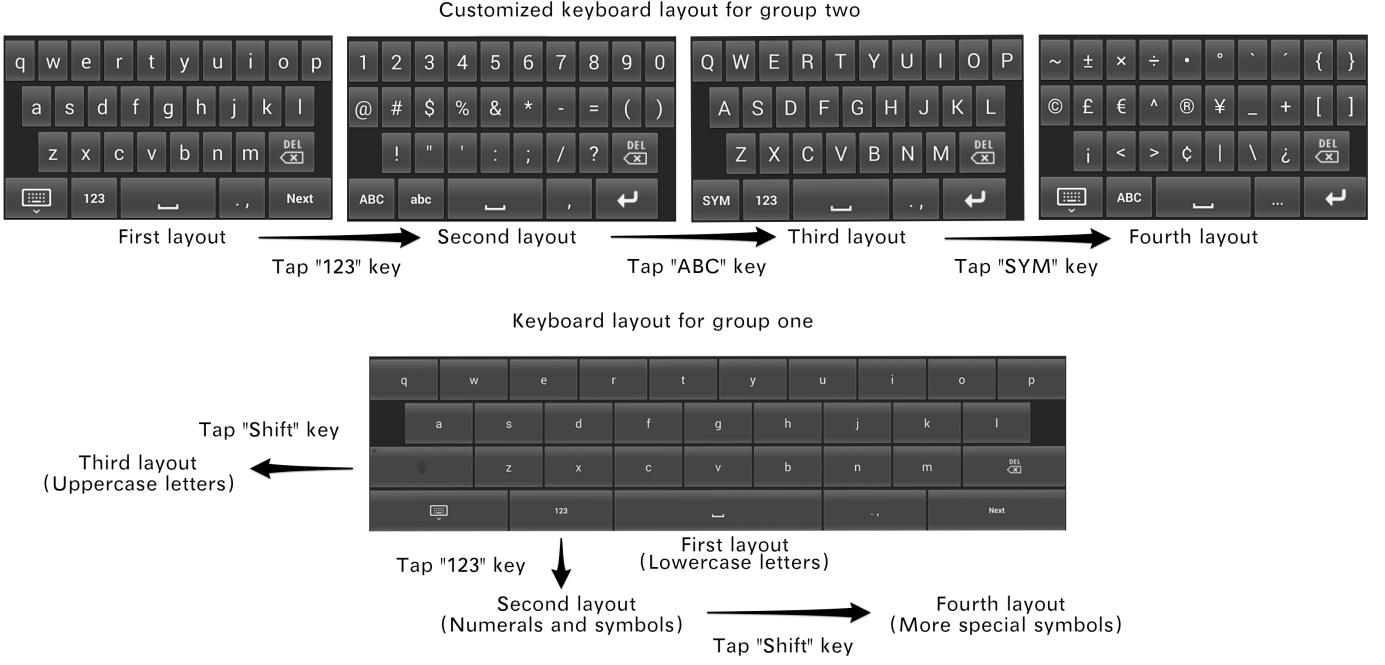 Customized keyboard layout for group two
q w e r t y u i o p
a s d f g h j k l
z x c v b n m DEL
123 . , Next
1 2 3 4 5 6 7 8 9 0
@ # $ % & * - = ( )
! " ' : ; / ? DEL
ABC abc ,
Q W E R T Y U I O P
A S D F G H J K L
Z X C V B N M DEL
SYM 123 . ,
~ ± × ÷ • ° ` ´ { }
© £ € ^ ® ¥ _ + [ ]
¡ < > ¢ | \ ¿ DEL
ABC ...
First layout
Second layout
Third layout
Fourth layout
Tap "123" key
Tap "ABC" key
Tap "SYM" key
Keyboard layout for group one
q w e r t y u i o p
a s d f g h j k l
z x c v b n m DEL
123 . , Next
Tap "Shift" key
Third layout
(Uppercase letters)
First layout
(Lowercase letters)
Tap "123" key
Second layout
(Numerals and symbols)
Fourth layout
(More special symbols)
Tap "Shift" key